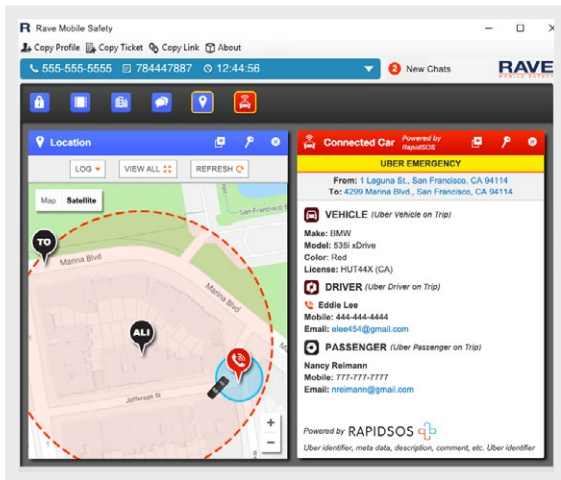 R Rave Mobile Safety
Copy Profile Copy Ticket Copy Link About
555-555-5555 784447887 12:44:56
2 New Chats
RAVE
MOBILE SAFETY
Location
LOG VIEW ALL REFRESH
Map Satellite
San Francisco B
TO
Marina Blvd
Marina Blvd
ALI
Jefferson St
+
−
Connected Car Powered by RapidSOS
UBER EMERGENCY
From: 1 Laguna St., San Francisco, CA 94114
To: 4299 Marina Blvd., San Francisco, CA 94114
VEHICLE (Uber Vehicle on Trip)
Make: BMW
Model: 535i xDrive
Color: Red
License: HUT44X (CA)
DRIVER (Uber Driver on Trip)
Eddie Lee
Mobile: 444-444-4444
Email: elee454@gmail.com
PASSENGER (Uber Passenger on Trip)
Nancy Reimann
Mobile: 777-777-7777
Email: nreimann@gmail.com
Powered by RAPIDSOS
Uber identifier, meta data, description, comment, etc. Uber identifier